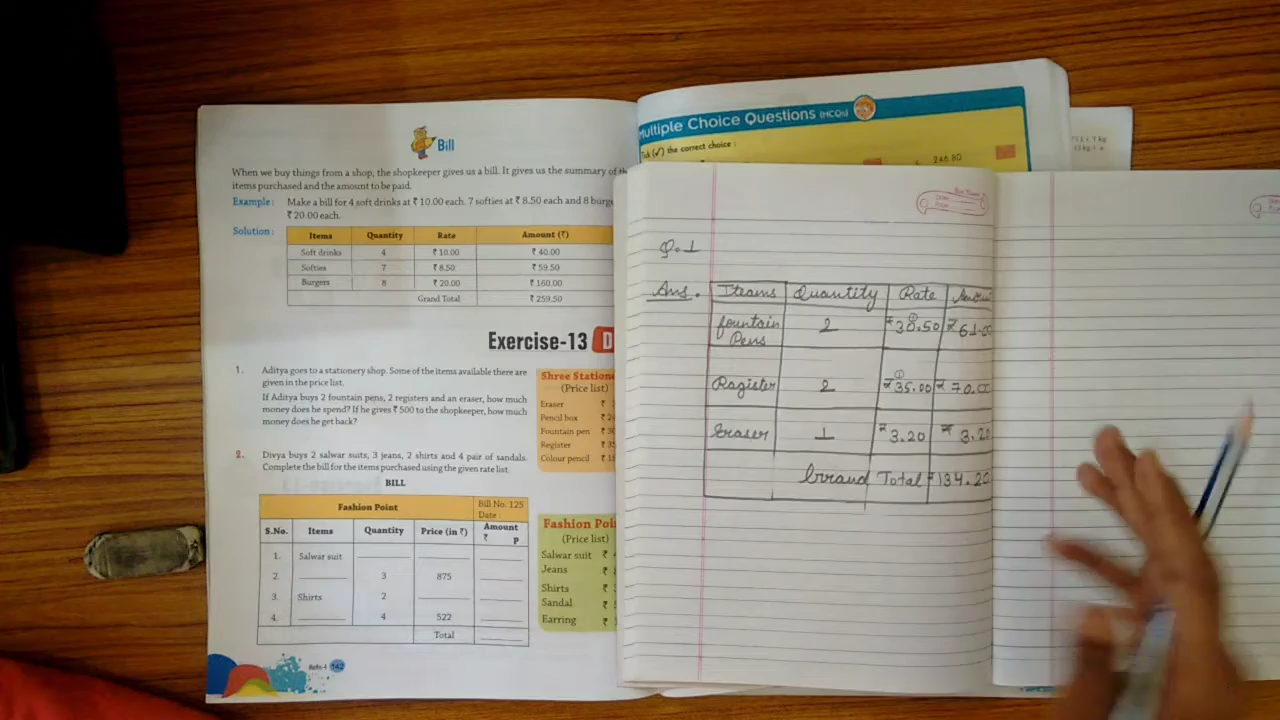 Bill
When we buy things from a shop, the shopkeeper gives us a bill. It gives us the summary of
items purchased and the amount to be paid.
Example: Make a bill for 4 soft drinks at ₹ 10.00 each. 7 softies at ₹ 8.50 each and 8
₹ 20.00 each.
Solution:
Items Quantity Rate Amount (₹)
Soft drinks 4 ₹ 10.00 ₹ 40.00
Softies 7 ₹ 8.50 ₹ 59.50
Burgers 8 ₹ 20.00 ₹ 160.00
Grand Total ₹ 259.50
Exercise-13 D
1. Aditya goes to a stationery shop. Some of the items available there are
given in the price list.
If Aditya buys 2 fountain pens, 2 registers and an eraser, how much
money does he spend? If he gives ₹ 500 to the shopkeeper, how much
money does he get back?
Shree
(Price list)
Eraser ₹
Pencil box ₹
Fountain pen ₹
Register ₹
Colour pencil ₹
2. Divya buys 2 salwar suits, 3 jeans, 2 shirts and 4 pair of sandals.
Complete the bill for the items purchased using the given rate list.
BILL
Fashion Point Bill No. 125
Date :
S.No. Items Quantity Price (in ₹) Amount
₹ p
1. Salwar suit
2. 3 875
3. Shirts 2
4. 4 522
Total
Fashion
(Price list)
Salwar suit ₹
Jeans ₹
Shirts ₹
Sandal ₹
Earring ₹
142
Multiple Choice Questions (MCQs)
Tick (✓) the correct choice :
246.80
Q.1
Ans. Iteams Quantity Rate
fountain Pens 2 ₹30.50 ₹61.00
Ragister 2 ₹35.00 ₹70.00
Eraser 1 ₹3.20 ₹3.20
Grand Total ₹134.20